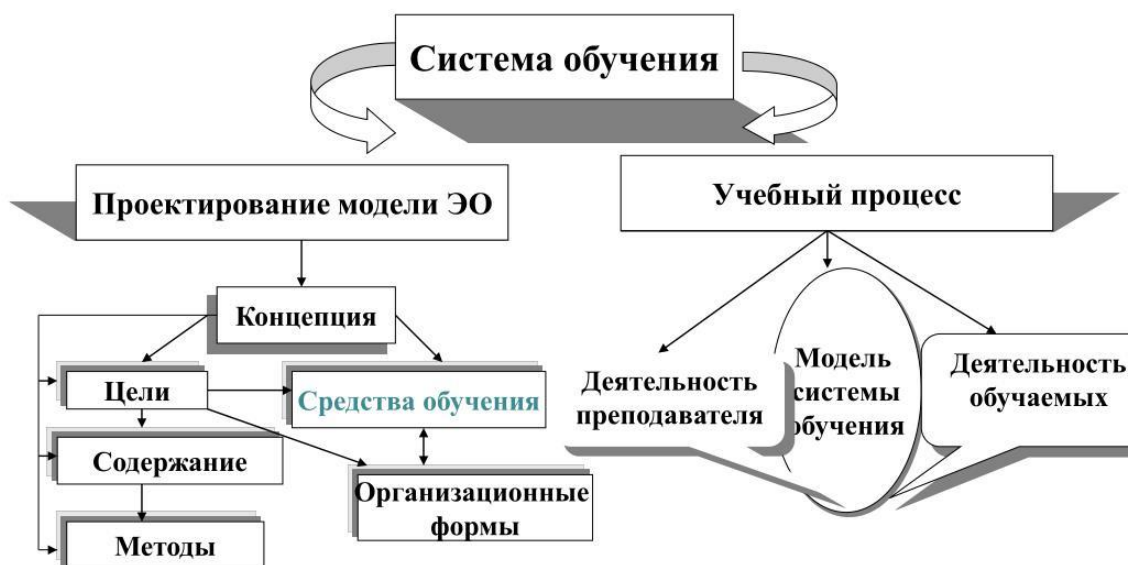 Система обучения
Проектирование модели ЭО
Учебный процесс
Концепция
Цели
Средства обучения
Содержание
Организационные
формы
Методы
Деятельность
преподавателя
Модель
системы
обучения
Деятельность
обучаемых